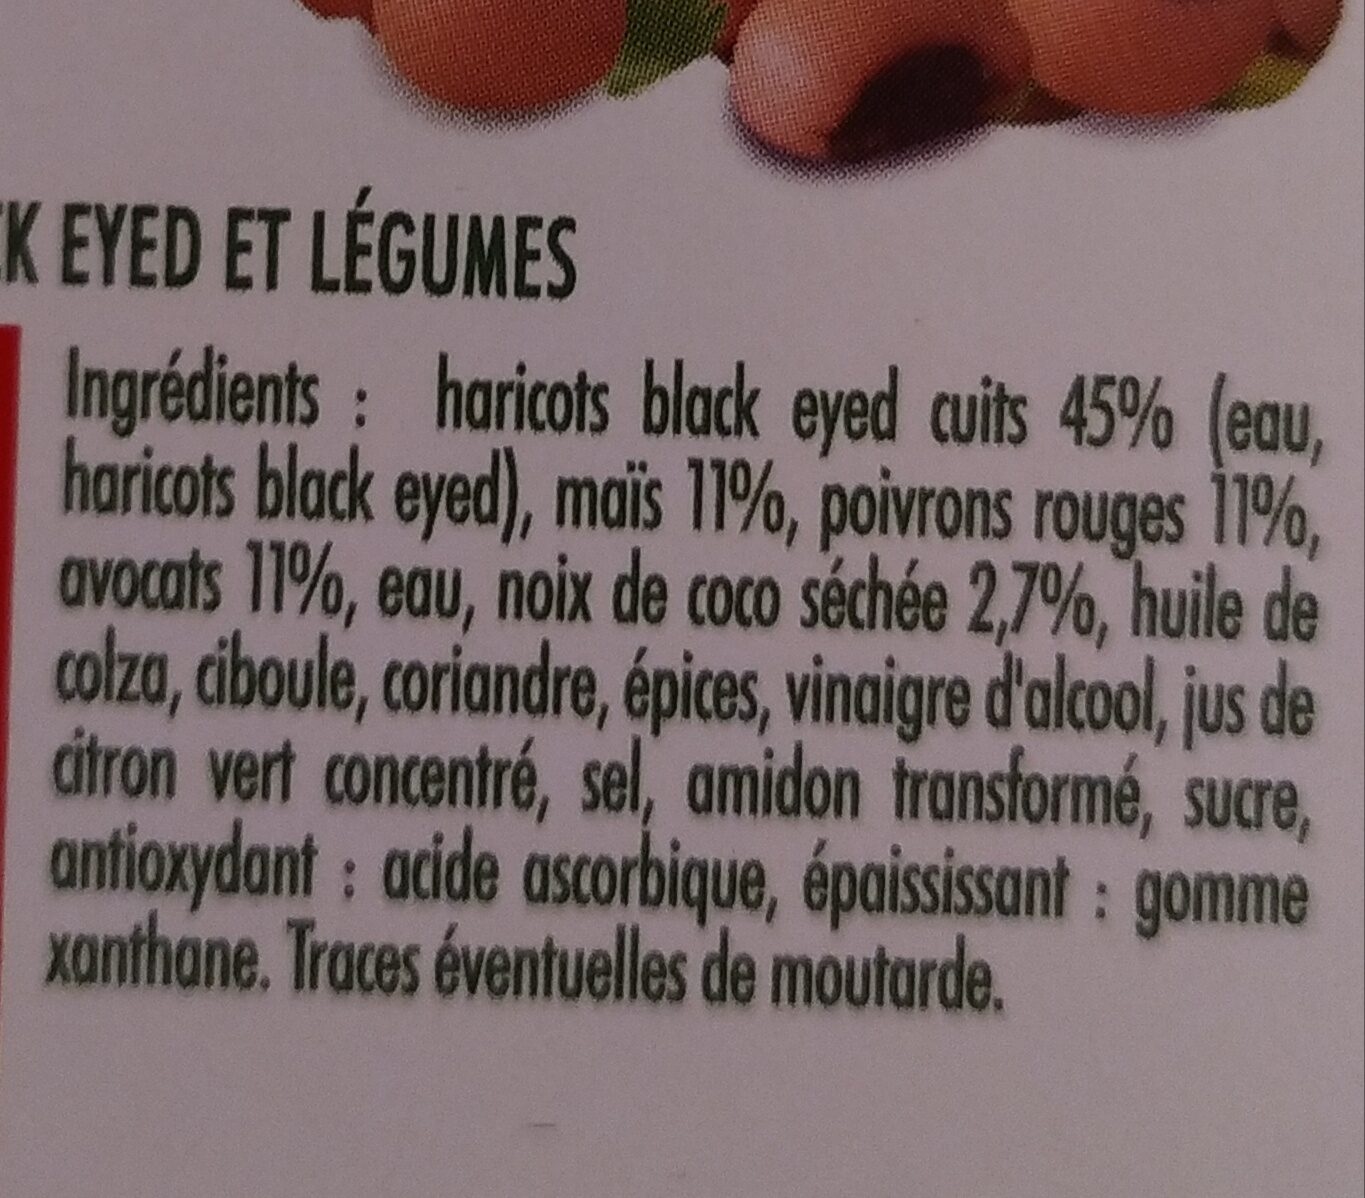 K EYED ET LÉGUMES
Ingrédients : haricots black eyed cuits 45% (eau,
haricots black eyed), maïs 11%, poivrons rouges 11%,
avocats 11%, eau, noix de coco séchée 2,7%, huile de
colza, ciboule, coriandre, épices, vinaigre d'alcool, jus de
citron vert concentré, sel, amidon transformé, sucre,
antioxydant : acide ascorbique, épaississant : gomme
xanthane. Traces éventuelles de moutarde.